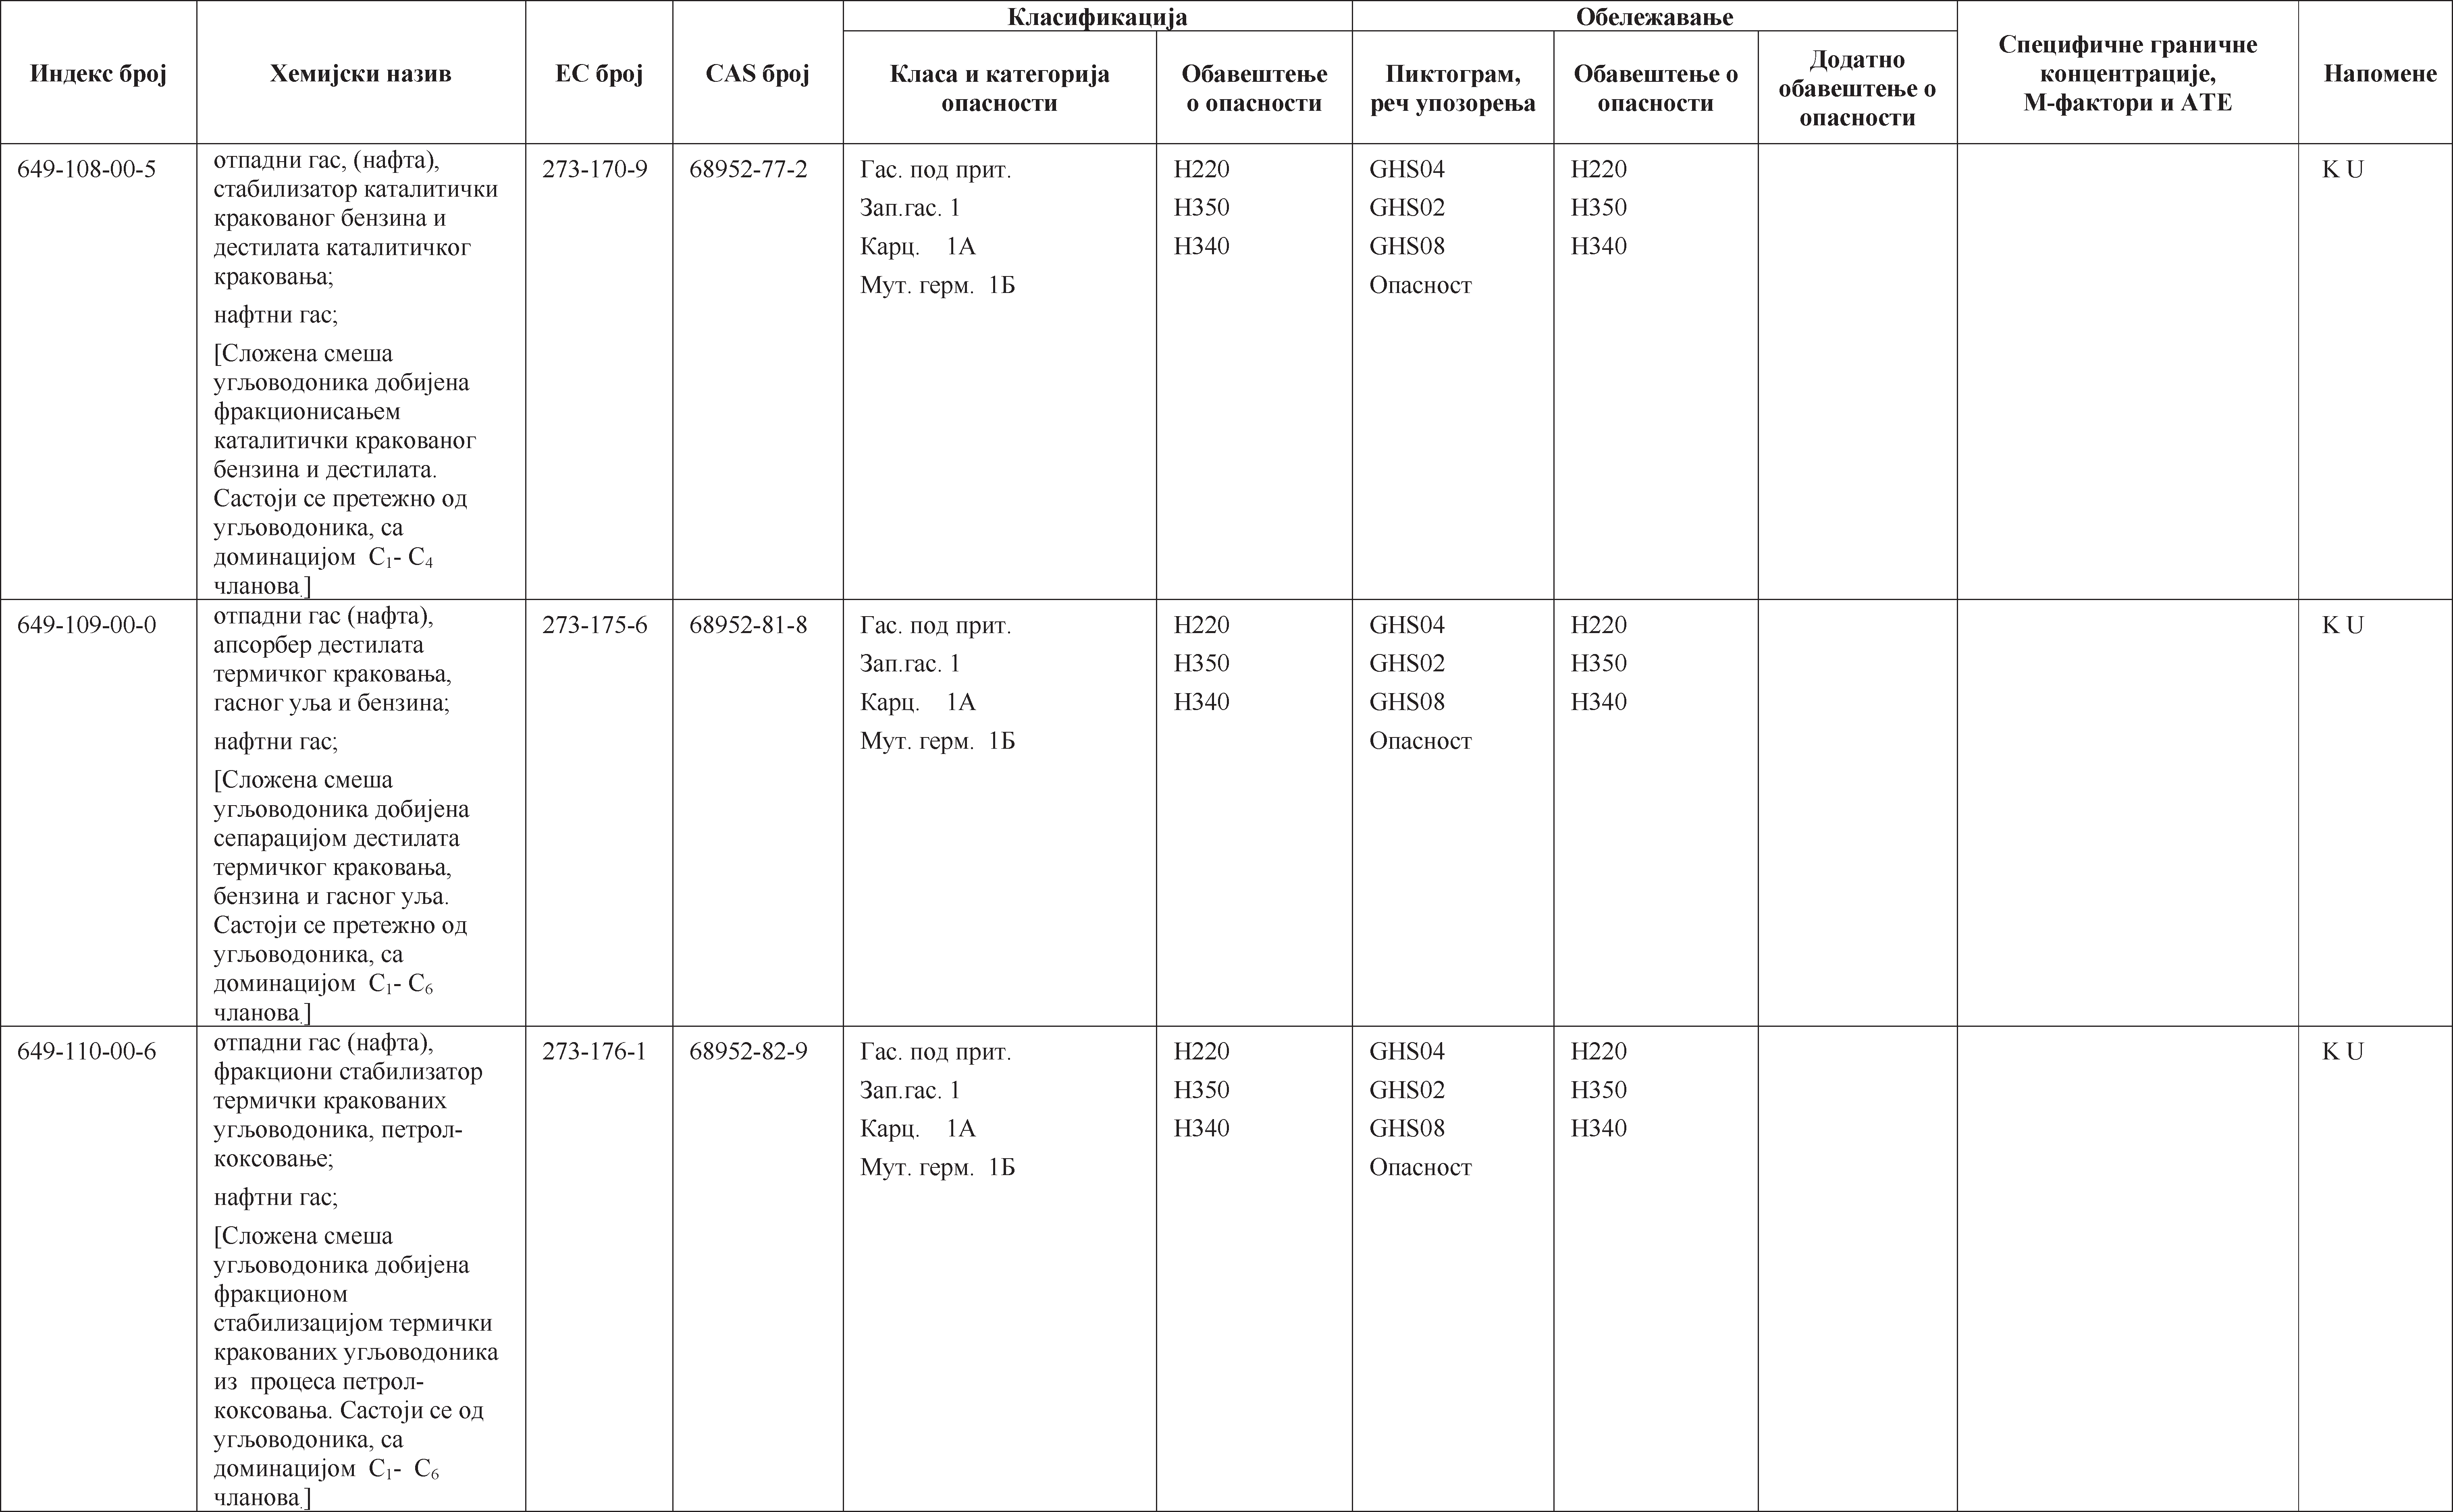 Класификација
Обележавање
Индекс број
Хемијски назив
ЕС број
CAS број
Класа и категорија
опасности
Обавештење
о опасности
Пиктограм,
реч упозорења
Обавештење о
опасности
Додатно
обавештење о
опасности
Специфичне граничне
концентрације,
М-фактори и АТЕ
Напомене
649-108-00-5
отпадни гас, (нафта),
стабилизатор каталитички
кракованог бензина и
дестилата каталитичког
краковања;
нафтни гас;
[Сложена смеша
угљоводоника добијена
фракционисањем
каталитички кракованог
бензина и дестилата.
Састоји се претежно од
угљоводоника, са
доминацијом C₁- C₄
чланова.]
273-170-9
68952-77-2
Гас. под прит.
Зап.гас. 1
Карц. 1А
Мут. герм. 1Б
H220
H350
H340
GHS04
GHS02
GHS08
Опасност
H220
H350
H340
K U
649-109-00-0
отпадни гас (нафта),
апсорбер дестилата
термичког краковања,
гасног уља и бензина;
нафтни гас;
[Сложена смеша
угљоводоника добијена
сепарацијом дестилата
термичког краковања,
бензина и гасног уља.
Састоји се претежно од
угљоводоника, са
доминацијом C₁- C₆
чланова.]
273-175-6
68952-81-8
Гас. под прит.
Зап.гас. 1
Карц. 1А
Мут. герм. 1Б
H220
H350
H340
GHS04
GHS02
GHS08
Опасност
H220
H350
H340
K U
649-110-00-6
отпадни гас (нафта),
фракциони стабилизатор
термички кракованих
угљоводоника, петрол-
коксовање;
нафтни гас;
[Сложена смеша
угљоводоника добијена
фракционом
стабилизацијом термички
кракованих угљоводоника
из процеса петрол-
коксовања. Састоји се од
угљоводоника, са
доминацијом C₁- C₆
чланова.]
273-176-1
68952-82-9
Гас. под прит.
Зап.гас. 1
Карц. 1А
Мут. герм. 1Б
H220
H350
H340
GHS04
GHS02
GHS08
Опасност
H220
H350
H340
K U